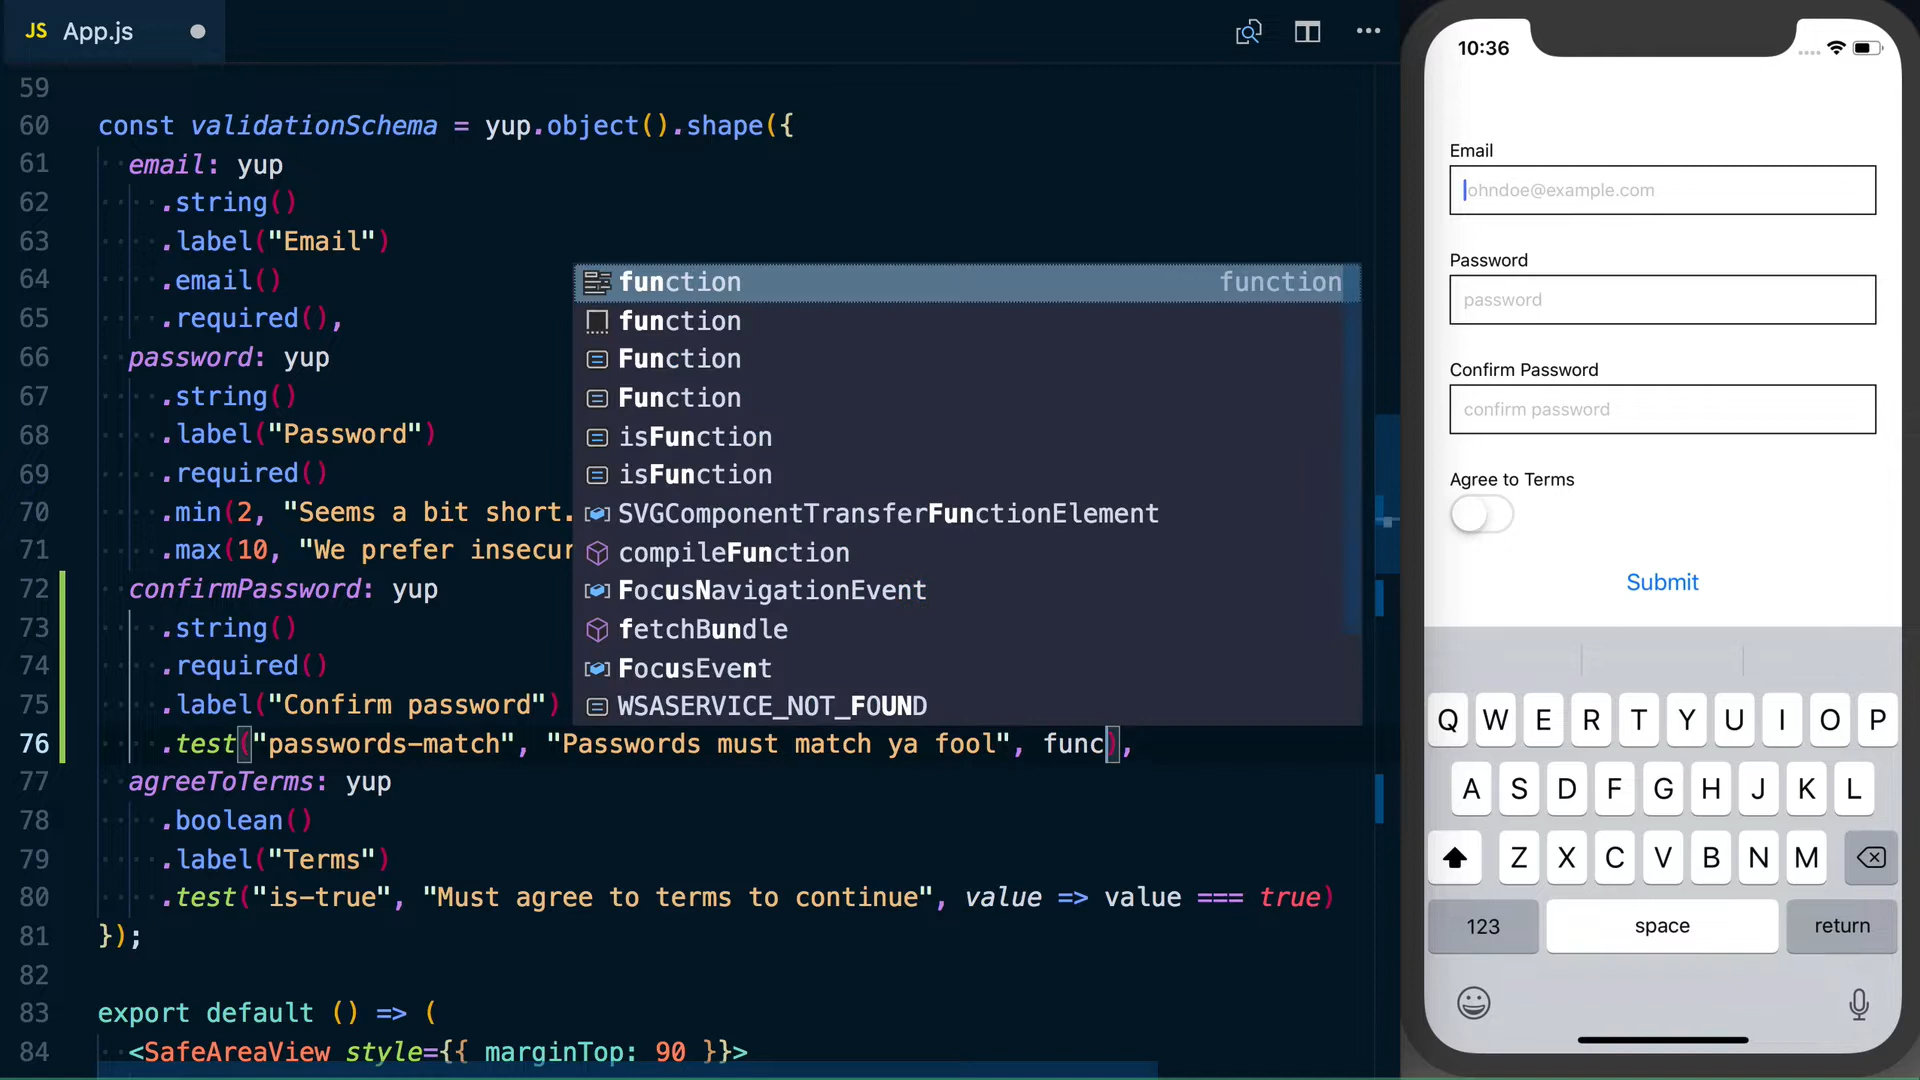 JS App.js
59
60 const validationSchema = yup.object().shape({
61 email: yup
62 .string()
63 .label("Email")
64 .email()
65 .required(),
66 password: yup
67 .string()
68 .label("Password")
69 .required()
70 .min(2, "Seems a bit short.
71 .max(10, "We prefer insecur
72 confirmPassword: yup
73 .string()
74 .required()
75 .label("Confirm password")
76 .test("passwords-match", "Passwords must match ya fool", func),
77 agreeToTerms: yup
78 .boolean()
79 .label("Terms")
80 .test("is-true", "Must agree to terms to continue", value => value === true)
81 });
82
83 export default () => (
84 <SafeAreaView style={{ marginTop: 90 }}>
function function
function
Function
Function
isFunction
isFunction
SVGComponentTransferFunctionElement
compileFunction
FocusNavigationEvent
fetchBundle
FocusEvent
WSASERVICE_NOT_FOUND
10:36
Email
ohndoe@example.com
Password
password
Confirm Password
confirm password
Agree to Terms
Submit
Q W E R T Y U I O P
A S D F G H J K L
Z X C V B N M
123 space return